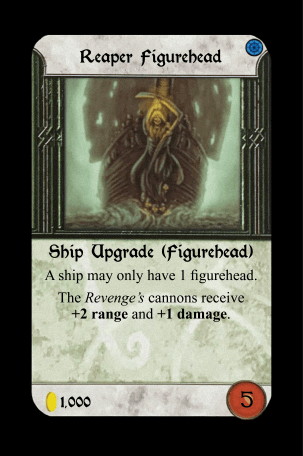 Reaper Figurehead
Ship Upgrade (Figurehead)
A ship may only have 1 figurehead.
The Revenge's cannons receive
+2 range and +1 damage.
1,000
5